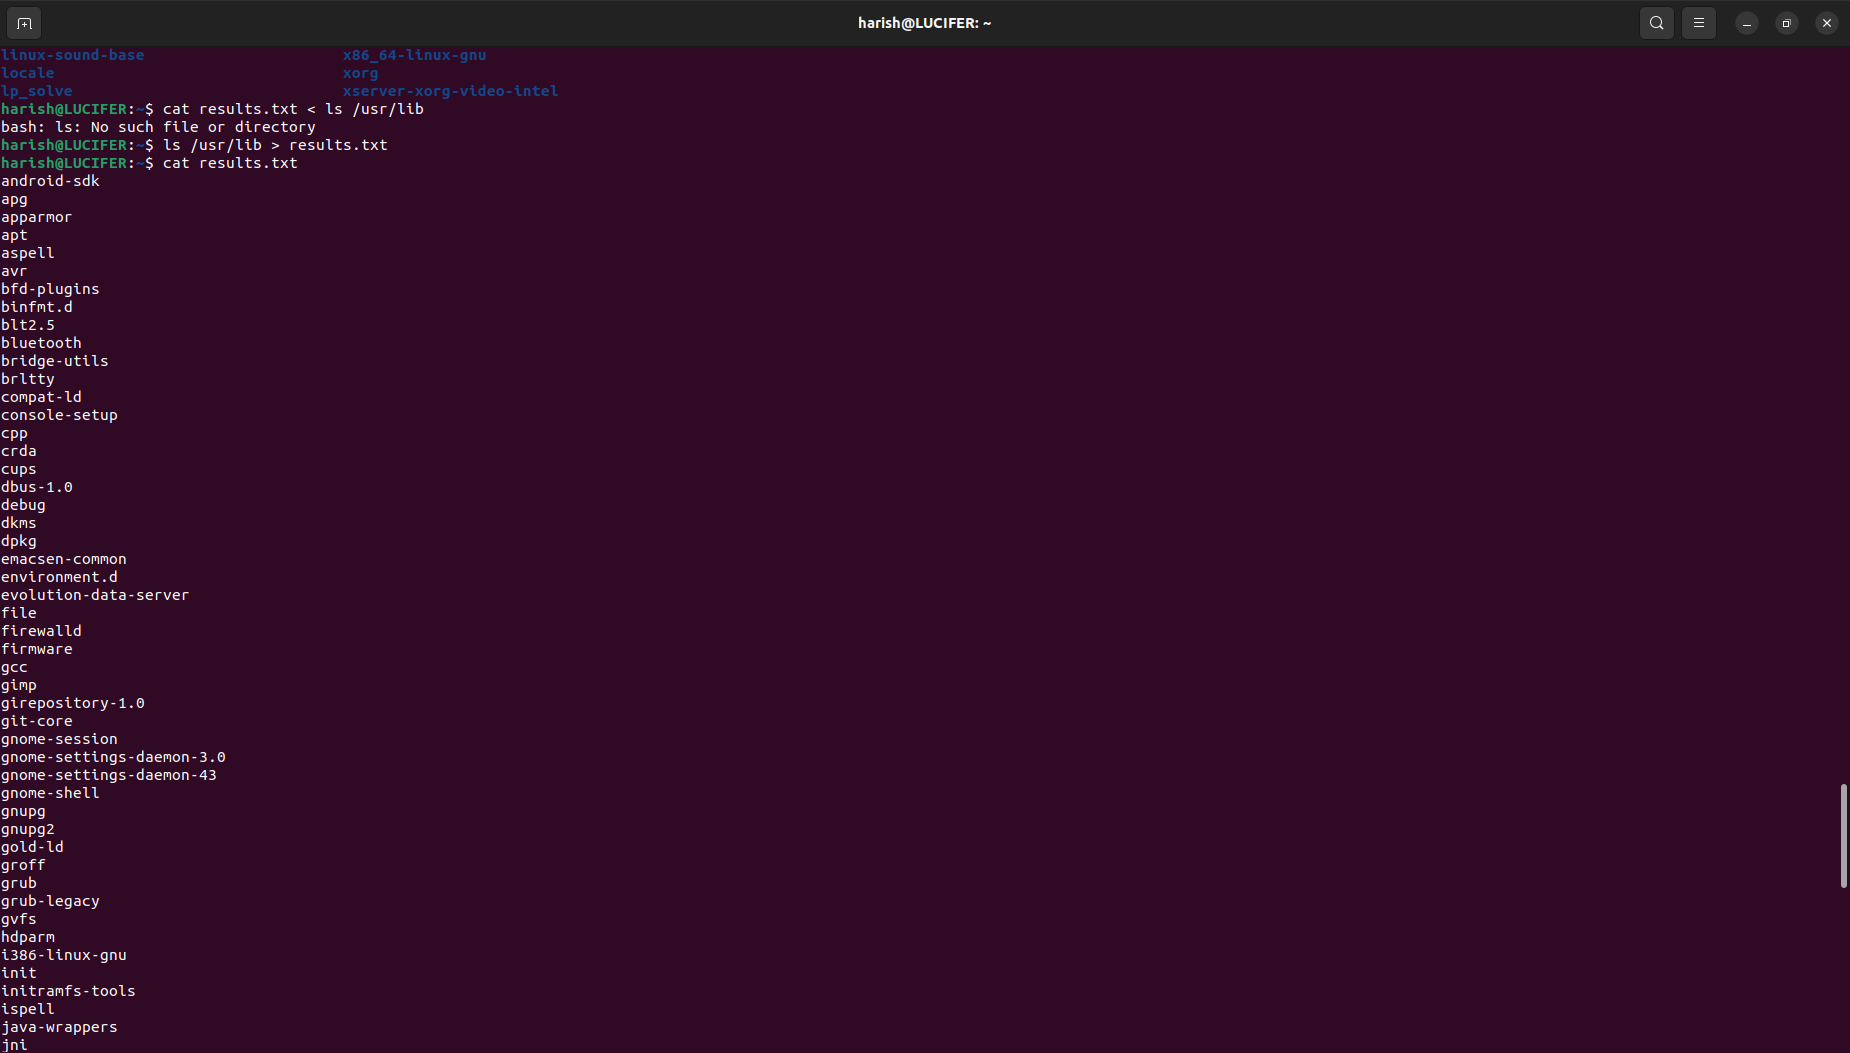 harish@LUCIFER: ~
linux-sound-base x86_64-linux-gnu
locale xorg
lp_solve xserver-xorg-video-intel
harish@LUCIFER:~$ cat results.txt < ls /usr/lib
bash: ls: No such file or directory
harish@LUCIFER:~$ ls /usr/lib > results.txt
harish@LUCIFER:~$ cat results.txt
android-sdk
apg
apparmor
apt
aspell
avr
bfd-plugins
binfmt.d
blt2.5
bluetooth
bridge-utils
brltty
compat-ld
console-setup
cpp
crda
cups
dbus-1.0
debug
dkms
dpkg
emacsen-common
environment.d
evolution-data-server
file
firewalld
firmware
gcc
gimp
girepository-1.0
git-core
gnome-session
gnome-settings-daemon-3.0
gnome-settings-daemon-43
gnome-shell
gnupg
gnupg2
gold-ld
groff
grub
grub-legacy
gvfs
hdparm
i386-linux-gnu
init
initramfs-tools
ispell
java-wrappers
jni